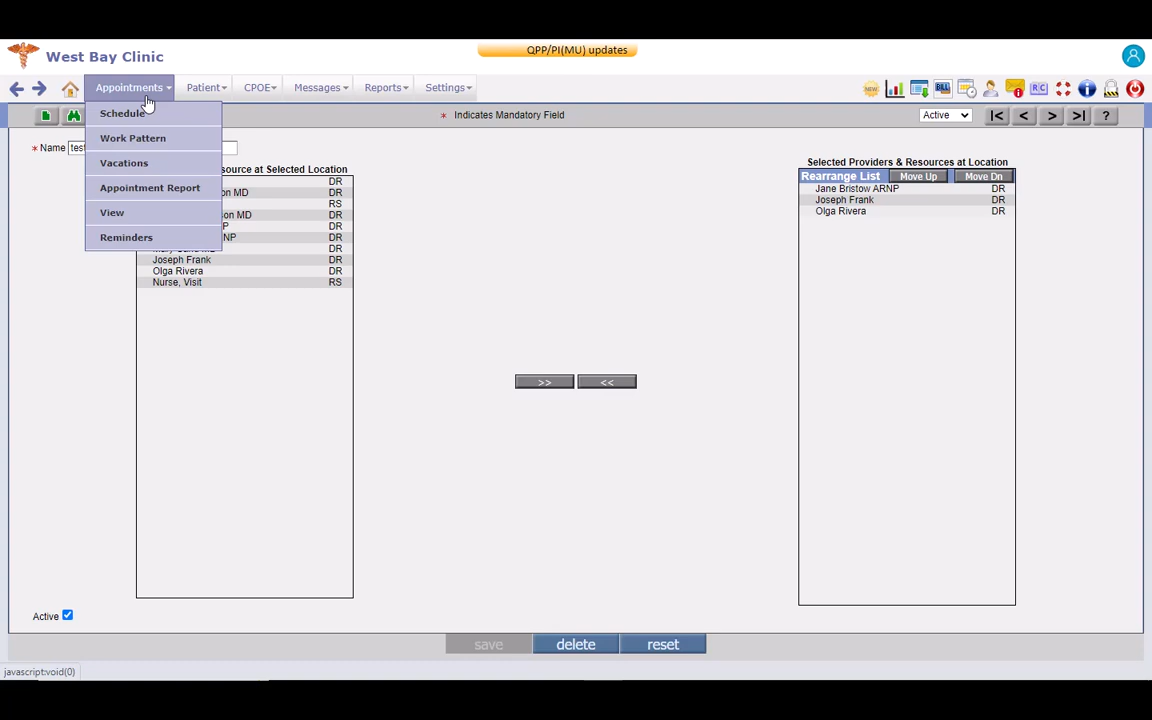 West Bay Clinic
QPP/PI(MU) updates
Appointments Patient CPOE Messages Reports Settings
BILL RC
Schedule
Work Pattern
Vacations
Appointment Report
View
Reminders
* Indicates Mandatory Field
Active
|< < > >| ?
* Name
source at Selected Location
DR
on MD DR
RS
on MD DR
DR
NP DR
DR
Joseph Frank DR
Olga Rivera DR
Nurse, Visit RS
>> <<
Selected Providers & Resources at Location
Rearrange List Move Up Move Dn
Jane Bristow ARNP DR
Joseph Frank DR
Olga Rivera DR
Active
save delete reset
javascript:void(0)